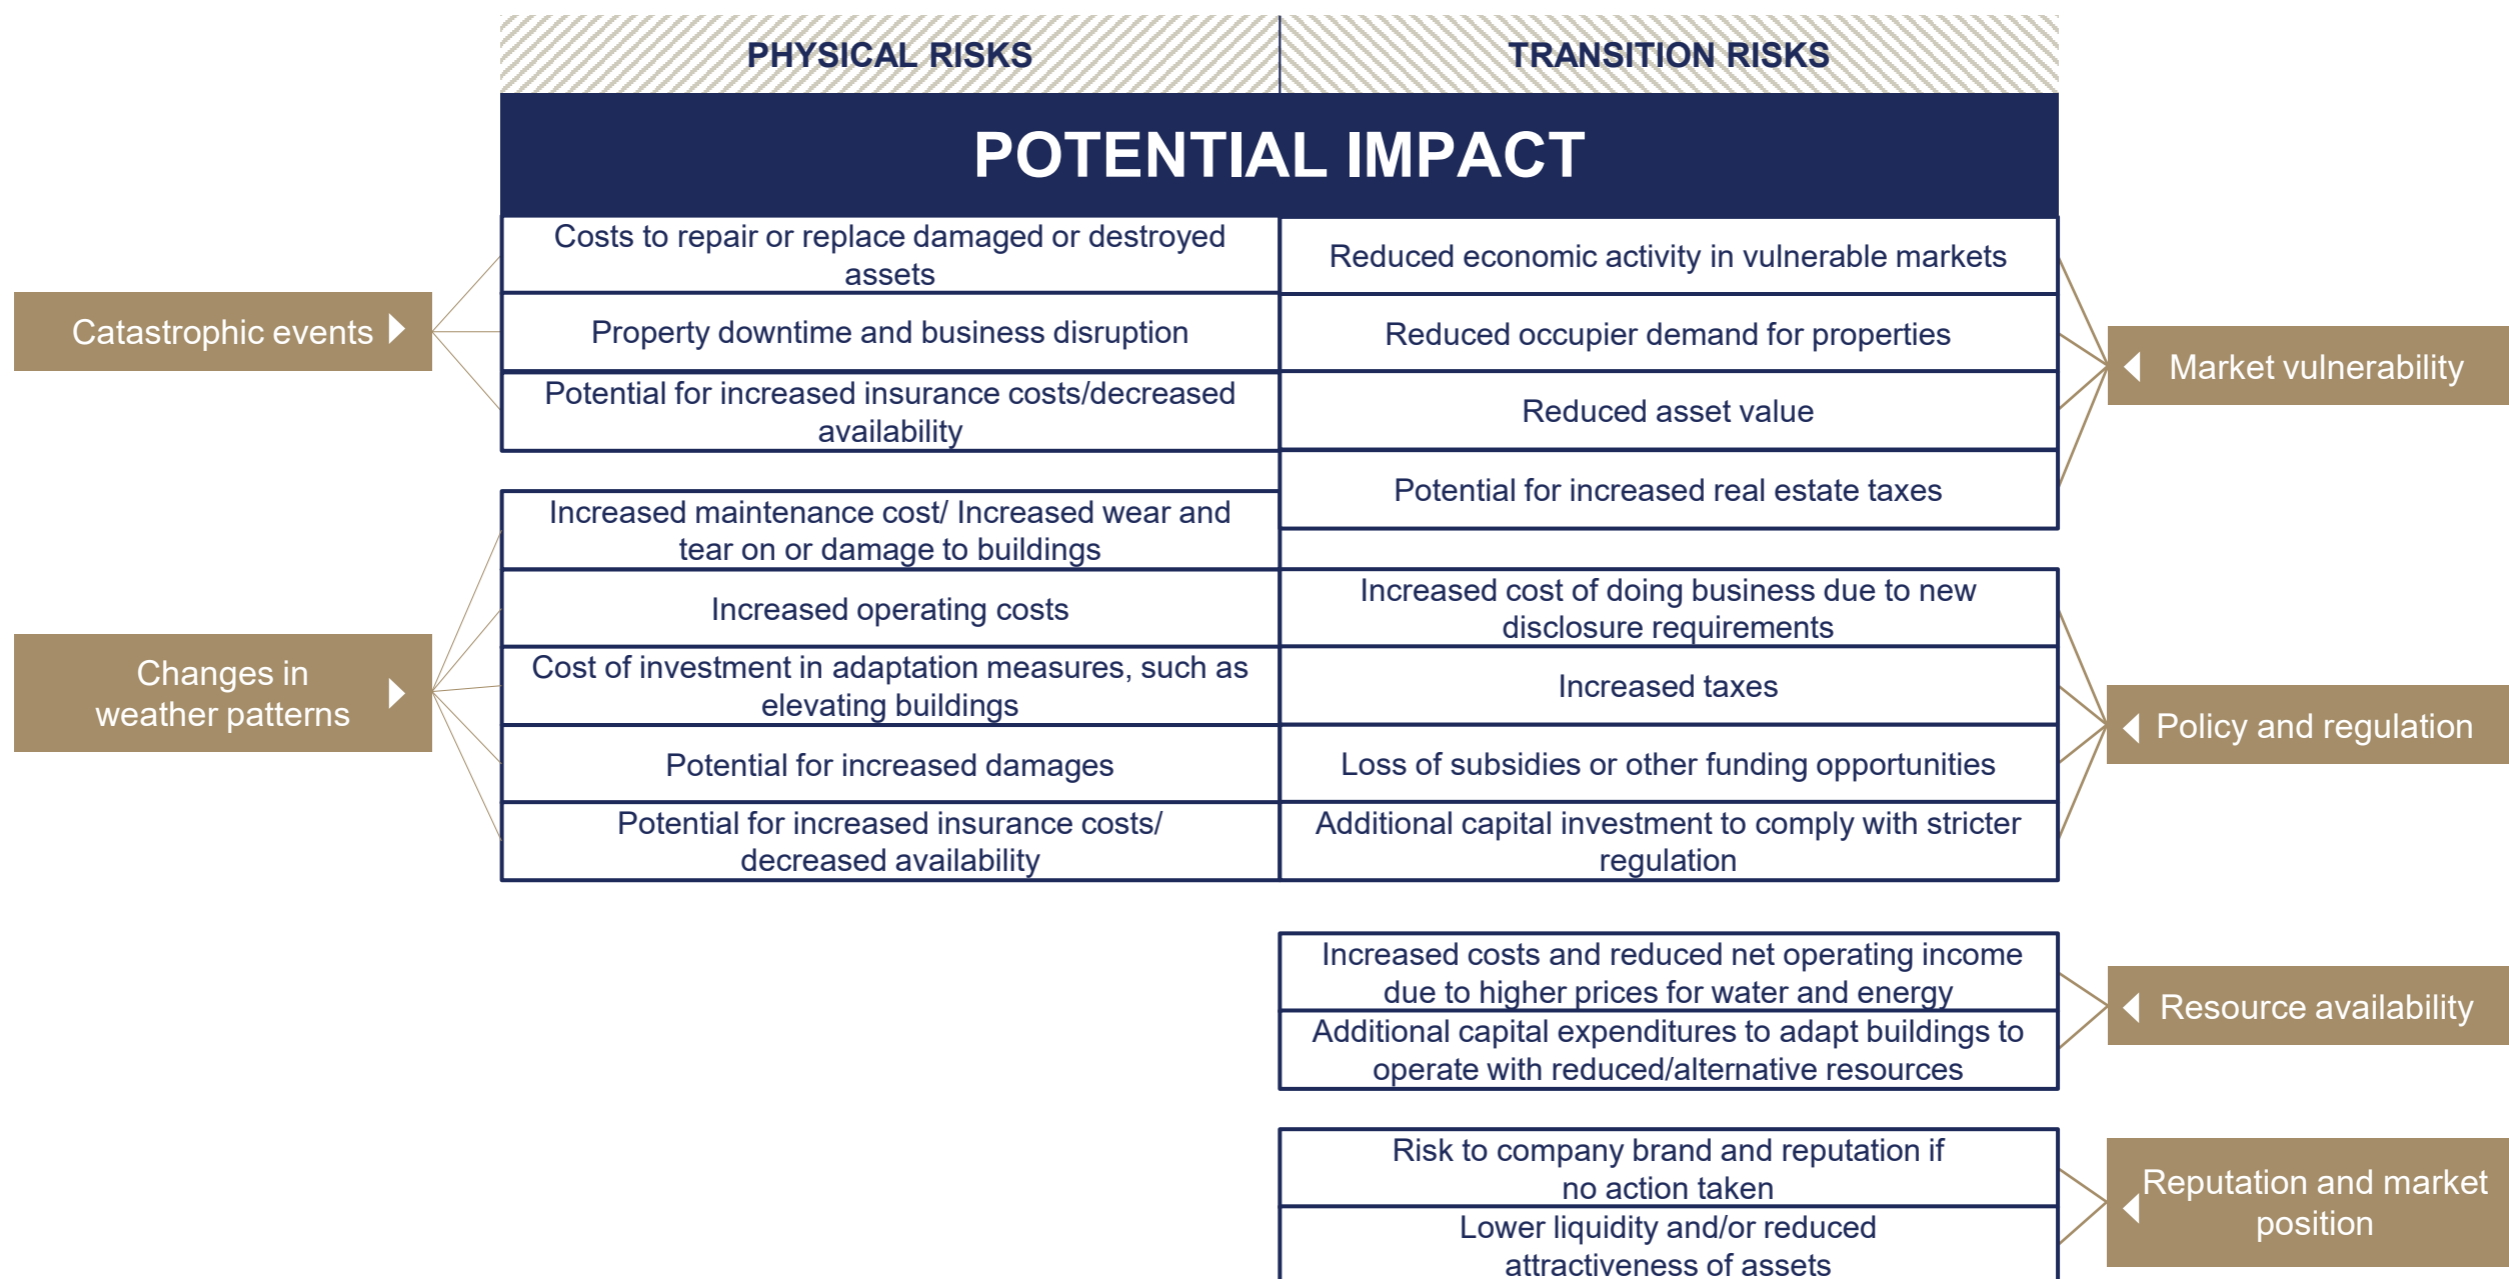 PHYSICAL RISKS
TRANSITION RISKS
POTENTIAL IMPACT
Catastrophic events
Costs to repair or replace damaged or destroyed
assets
Property downtime and business disruption
Potential for increased insurance costs/decreased
availability
Changes in
weather patterns
Increased maintenance cost/ Increased wear and
tear on or damage to buildings
Increased operating costs
Cost of investment in adaptation measures, such as
elevating buildings
Potential for increased damages
Potential for increased insurance costs/
decreased availability
Reduced economic activity in vulnerable markets
Reduced occupier demand for properties
Reduced asset value
Potential for increased real estate taxes
Market vulnerability
Increased cost of doing business due to new
disclosure requirements
Increased taxes
Loss of subsidies or other funding opportunities
Additional capital investment to comply with stricter
regulation
Policy and regulation
Increased costs and reduced net operating income
due to higher prices for water and energy
Additional capital expenditures to adapt buildings to
operate with reduced/alternative resources
Resource availability
Risk to company brand and reputation if
no action taken
Lower liquidity and/or reduced
attractiveness of assets
Reputation and market
position